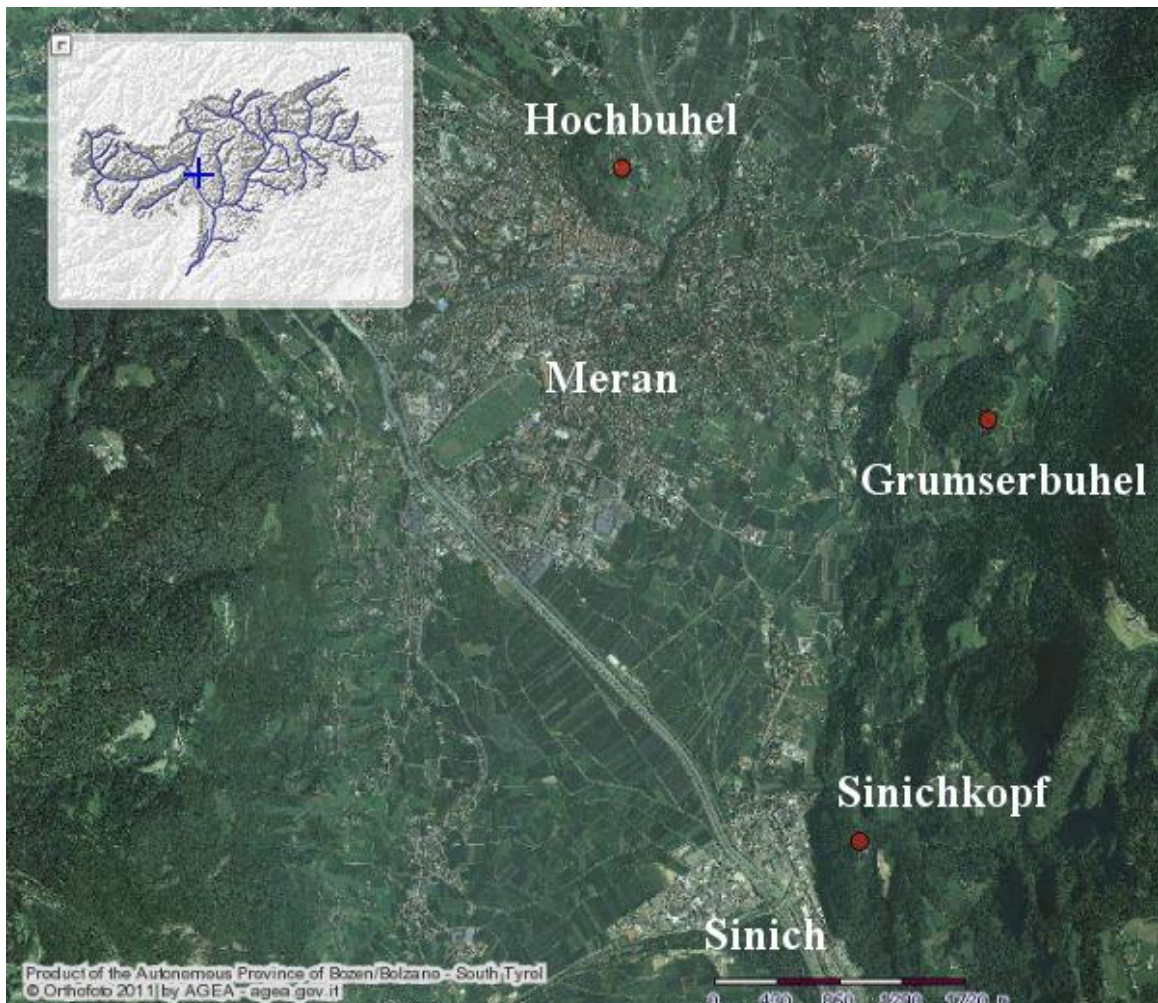 Hochbuhel
Meran
Grumserbuhel
Sinichkopf
Sinich
Product of the Autonomous Province of Bozen/Bolzano - South Tyrol
© Orthofoto 2011 by AGEA - agea.gov.it
0